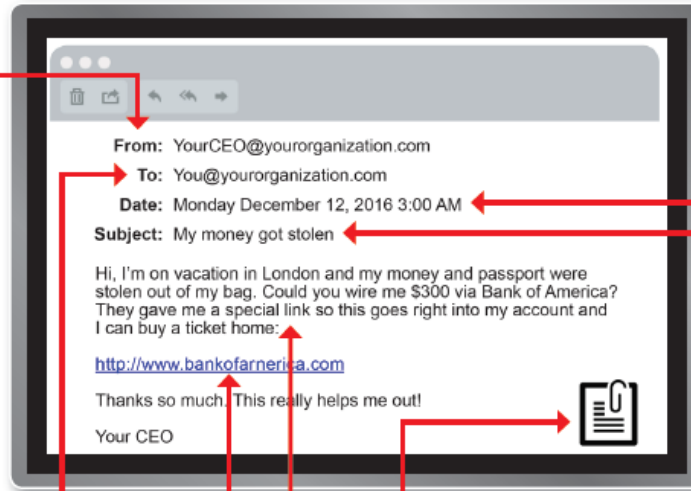 From: YourCEO@yourorganization.com
To: You@yourorganization.com
Date: Monday December 12, 2016 3:00 AM
Subject: My money got stolen
Hi, I'm on vacation in London and my money and passport were
stolen out of my bag. Could you wire me $300 via Bank of America?
They gave me a special link so this goes right into my account and
I can buy a ticket home:
http://www.bankofarnerica.com
Thanks so much. This really helps me out!
Your CEO